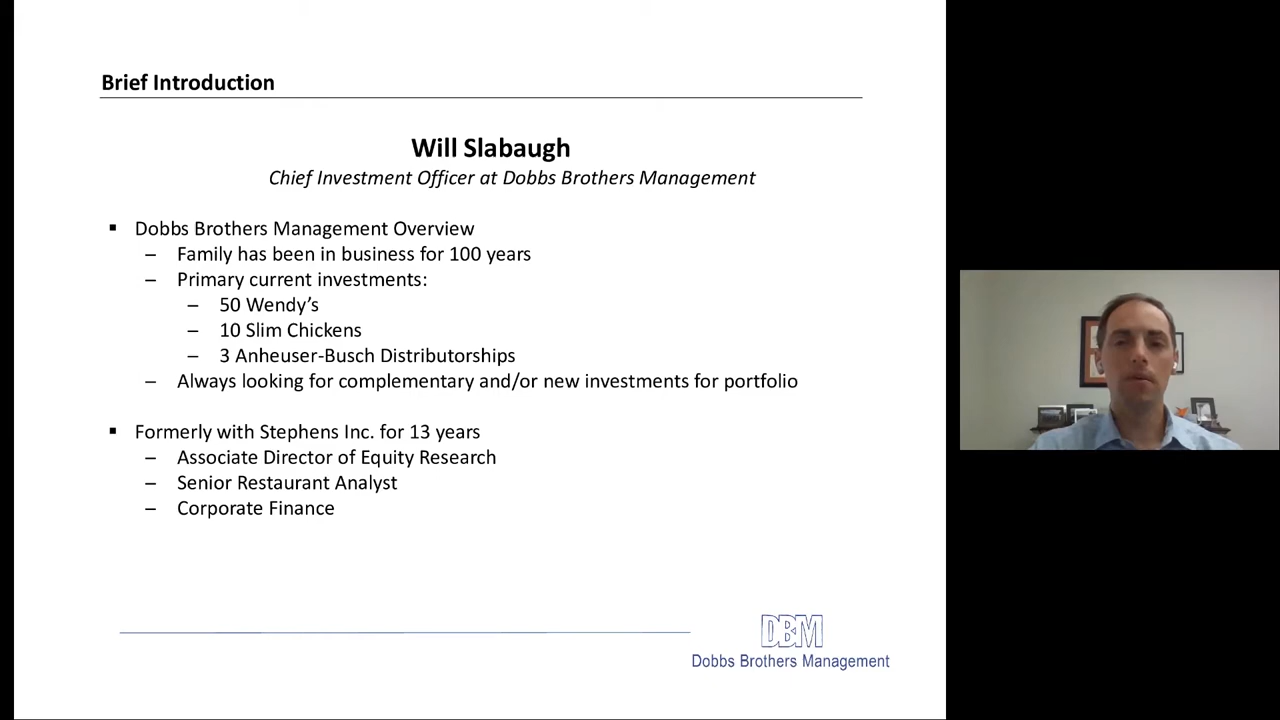 Brief Introduction
Will Slabaugh
Chief Investment Officer at Dobbs Brothers Management
▪ Dobbs Brothers Management Overview
– Family has been in business for 100 years
– Primary current investments:
– 50 Wendy’s
– 10 Slim Chickens
– 3 Anheuser-Busch Distributorships
– Always looking for complementary and/or new investments for portfolio
▪ Formerly with Stephens Inc. for 13 years
– Associate Director of Equity Research
– Senior Restaurant Analyst
– Corporate Finance
DBM
Dobbs Brothers Management